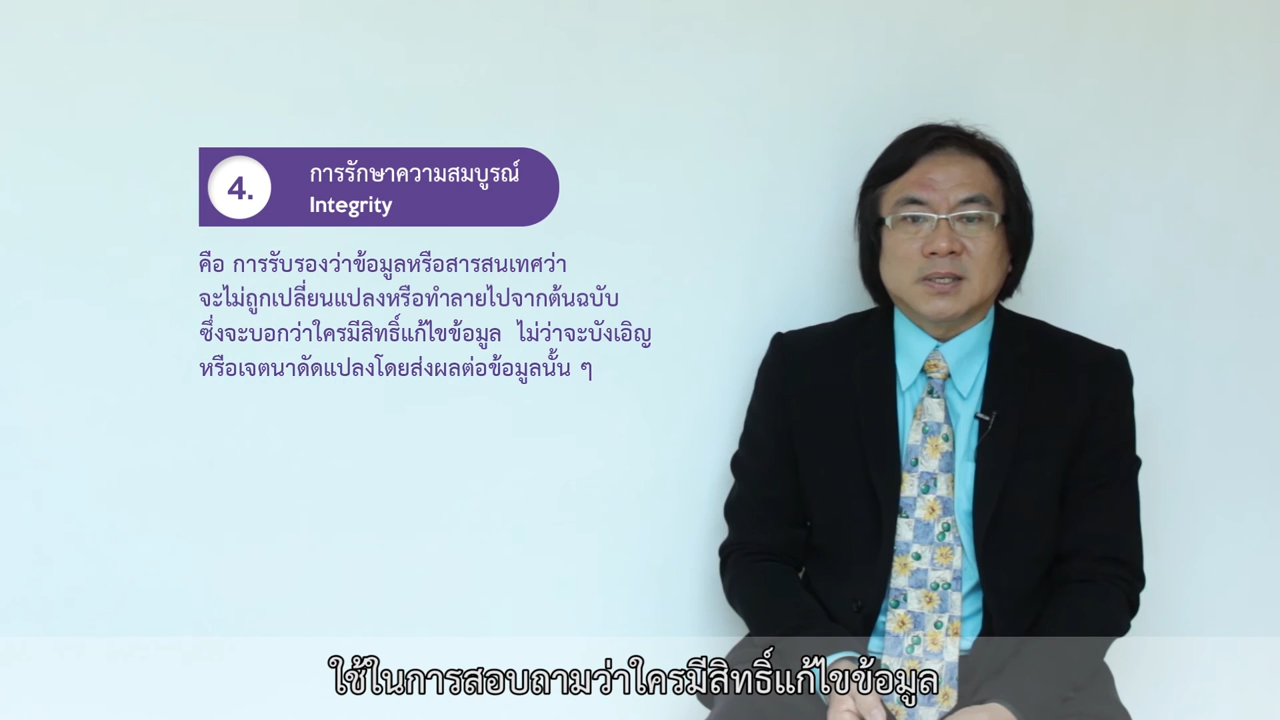 4.
การรักษาความสมบูรณ์
Integrity
คือ การรับรองว่าข้อมูลหรือสารสนเทศว่า
จะไม่ถูกเปลี่ยนแปลงหรือทำลายไปจากต้นฉบับ
ซึ่งจะบอกว่าใครมีสิทธิ์แก้ไขข้อมูล ไม่ว่าจะบังเอิญ
หรือเจตนาดัดแปลงโดยส่งผลต่อข้อมูลนั้น ๆ
ใช้ในการสอบถามว่าใครมีสิทธิ์แก้ไขข้อมูล